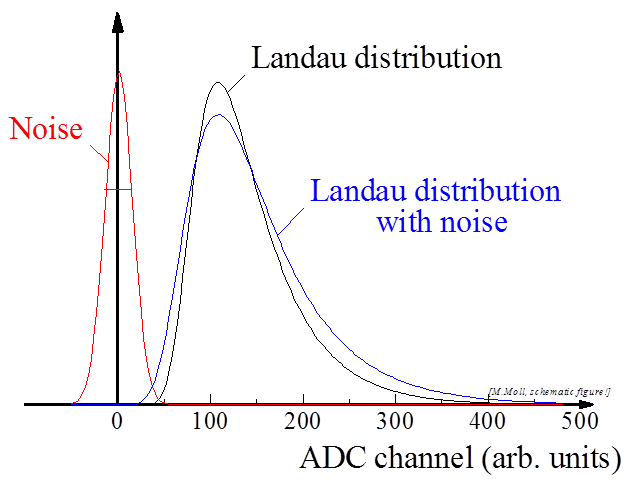 Landau distribution
Noise
Landau distribution
with noise
[M.Moll, schematic figure!]
0 100 200 300 400 500
ADC channel (arb. units)